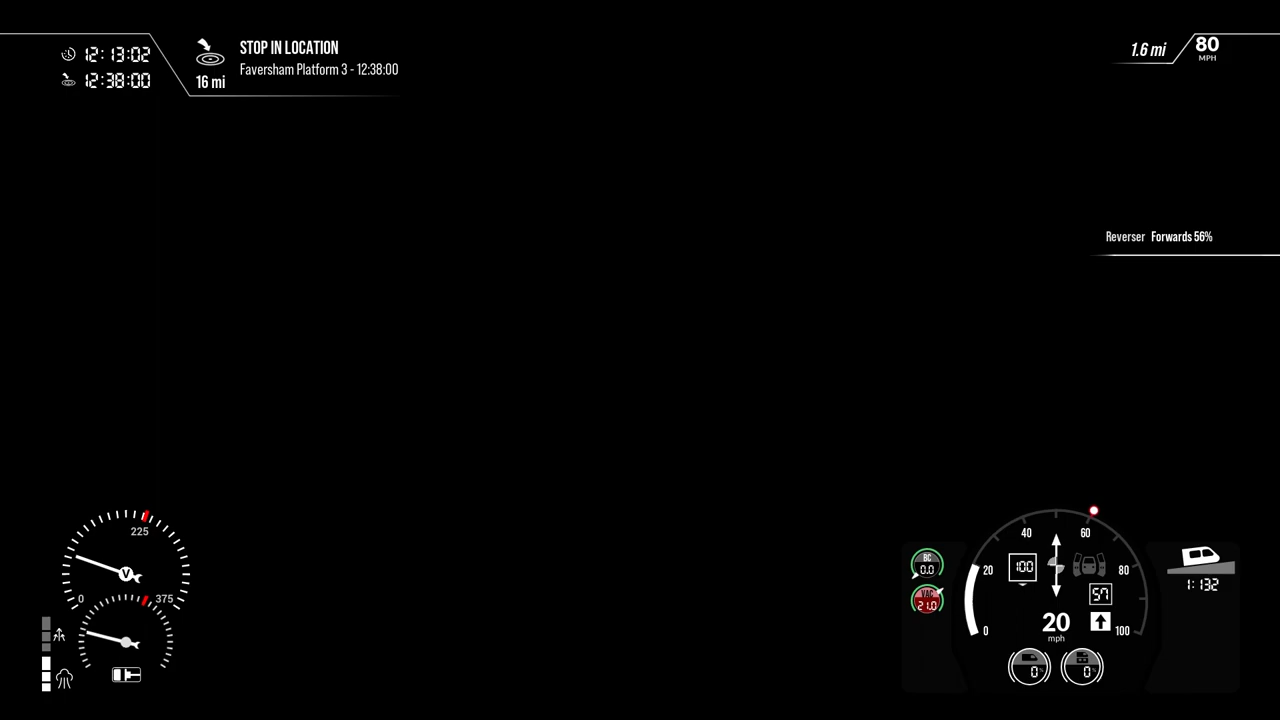 12:13:02
12:38:00
STOP IN LOCATION
Faversham Platform 3 - 12:38:00
16 mi
1.6 mi
80
MPH
Reverser Forwards 56%
225
V
0
375
BC
0.0
VAC
21.0
40
60
20
80
100
57
0
100
20
mph
0%
0%
1:132